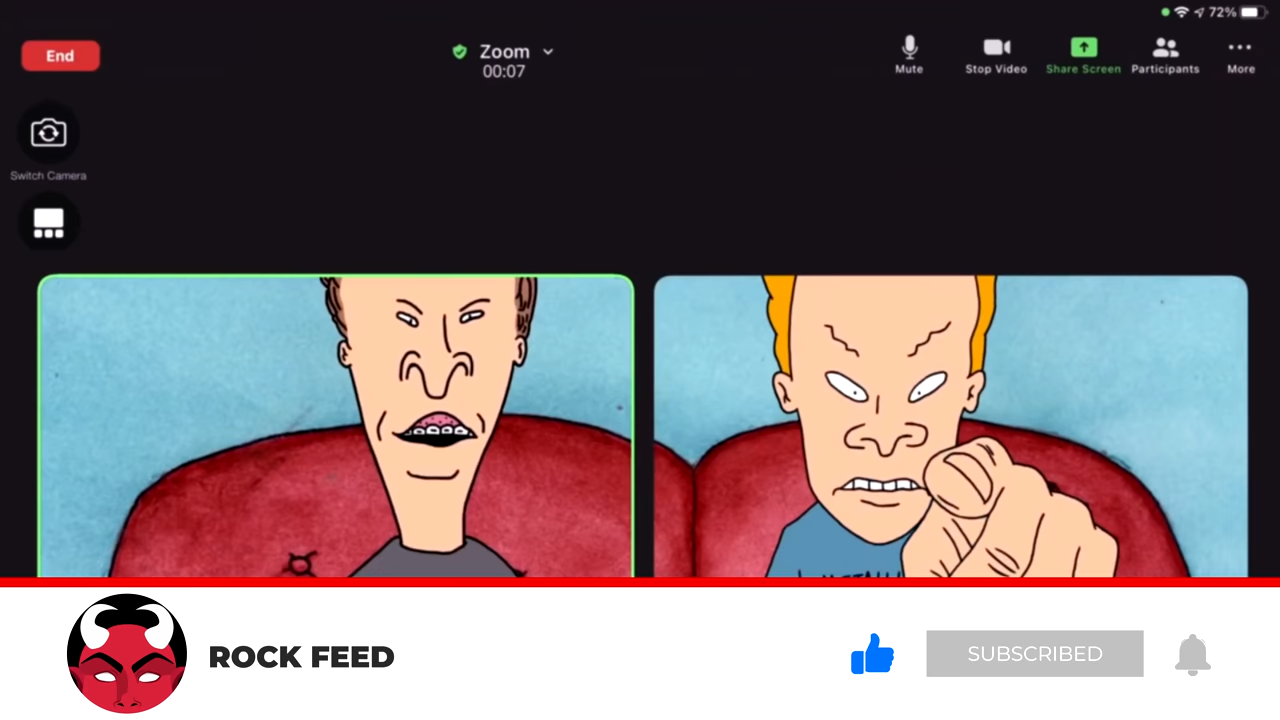 72%
End
Zoom
00:07
Mute
Stop Video
Share Screen
Participants
More
Switch Camera
ROCK FEED
SUBSCRIBED